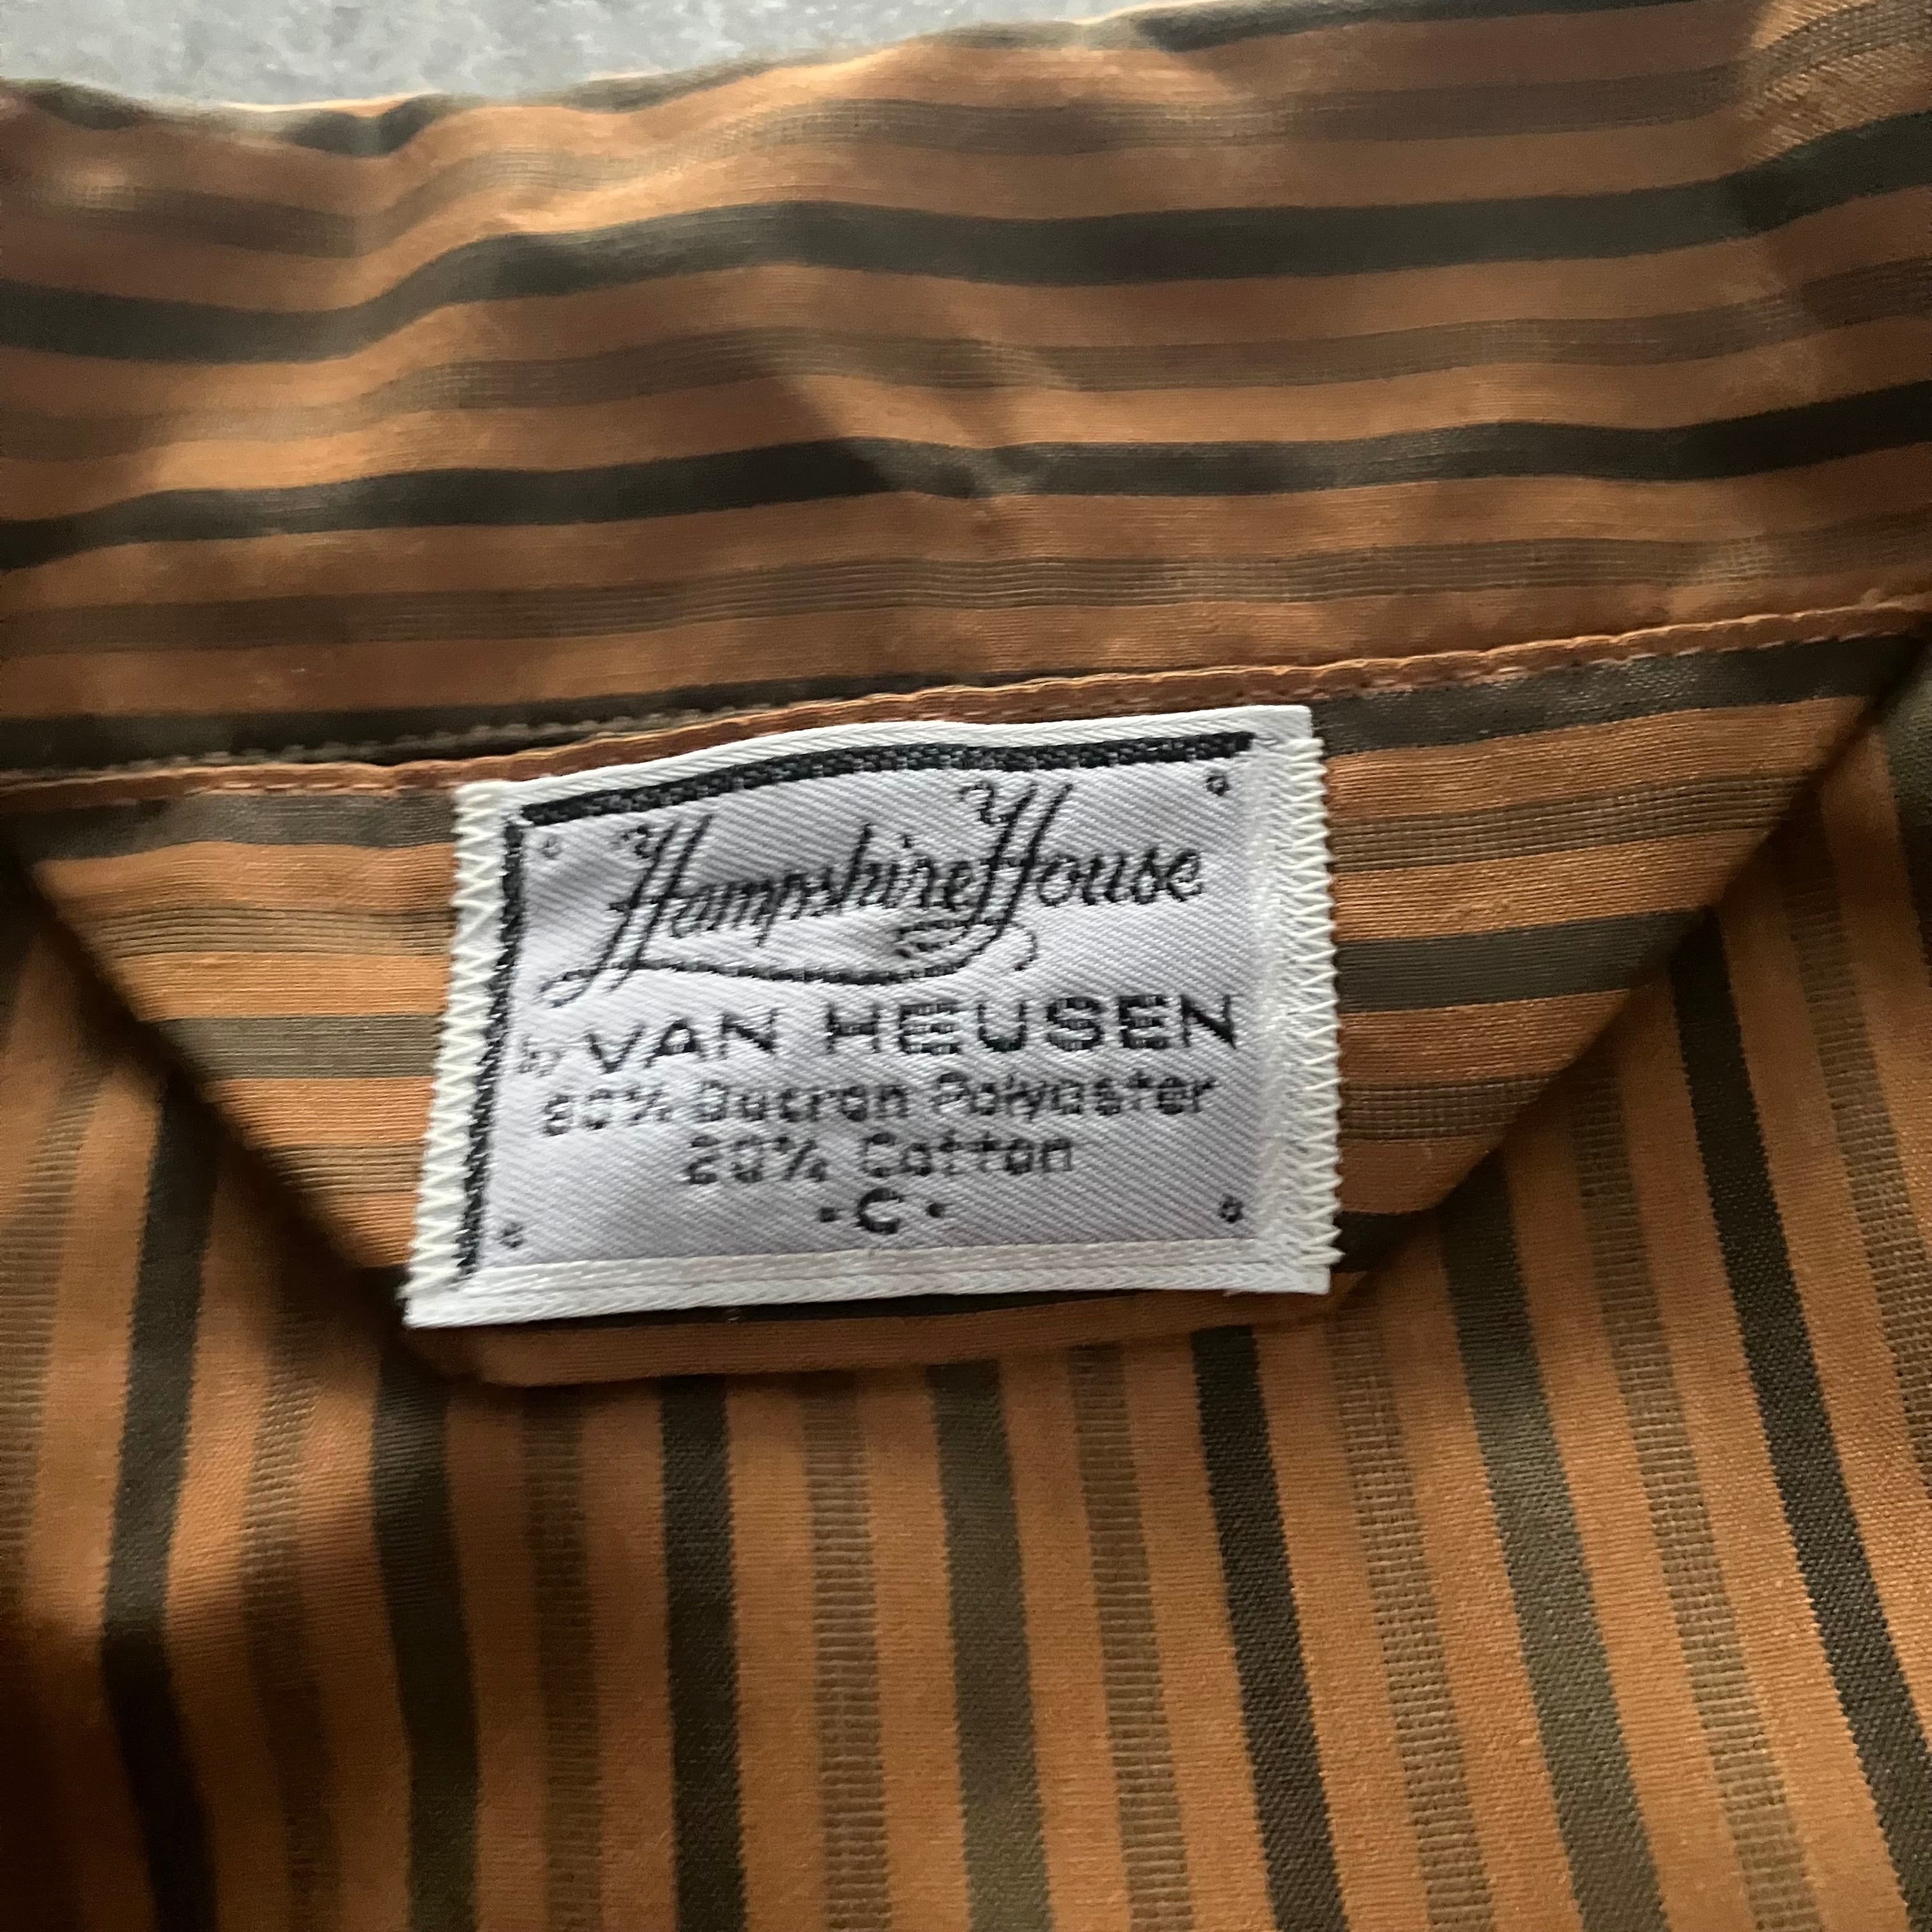 Hampshire House
by VAN HEUSEN
80% Dacron Polyester
20% Cotton
·C·